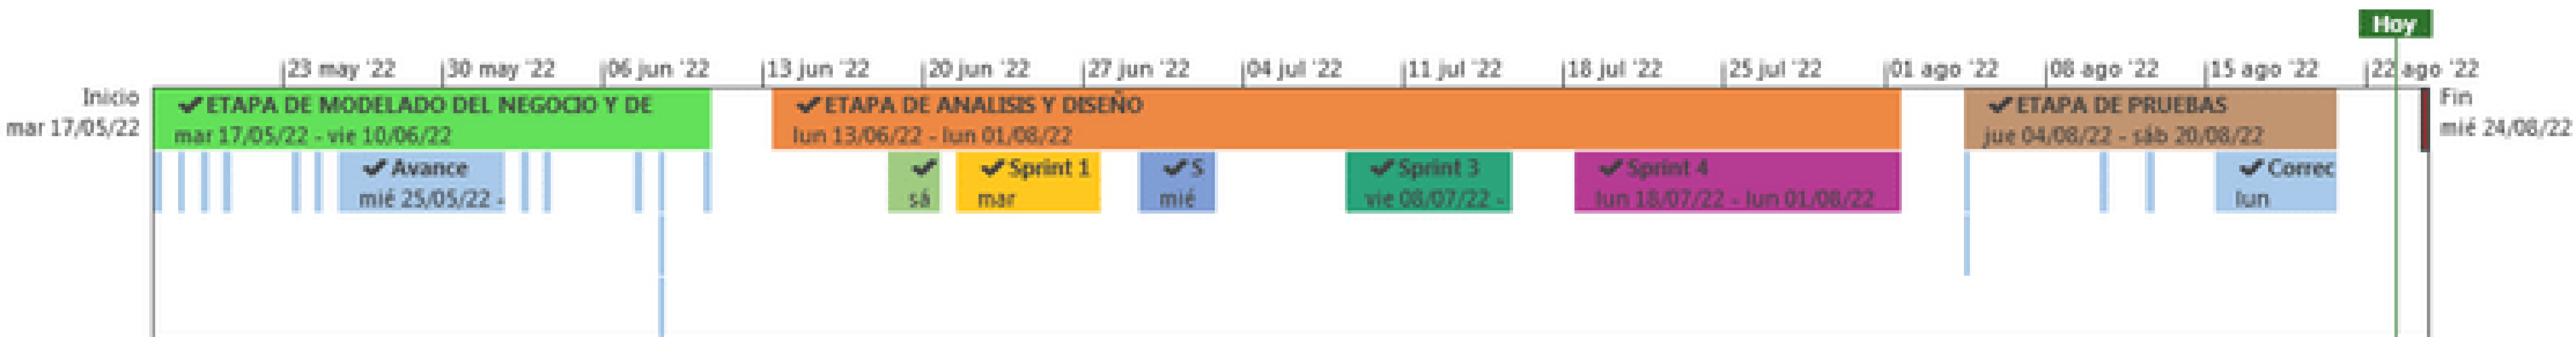 Hoy
23 may '22
30 may '22
06 jun '22
13 jun '22
20 jun '22
27 jun '22
04 jul '22
11 jul '22
18 jul '22
25 jul '22
01 ago '22
08 ago '22
15 ago '22
22 ago '22
Inicio
mar 17/05/22
ETAPA DE MODELADO DEL NEGOCIO Y DE
mar 17/05/22 - vie 10/06/22
ETAPA DE ANALISIS Y DISEÑO
lun 13/06/22 - lun 01/08/22
ETAPA DE PRUEBAS
jue 04/08/22 - sáb 20/08/22
Fin
mié 24/08/22
Avance
mié 25/05/22 -
sá
Sprint 1
mar
S
mié
Sprint 3
vie 08/07/22 -
Sprint 4
lun 18/07/22 - lun 01/08/22
Correc
lun